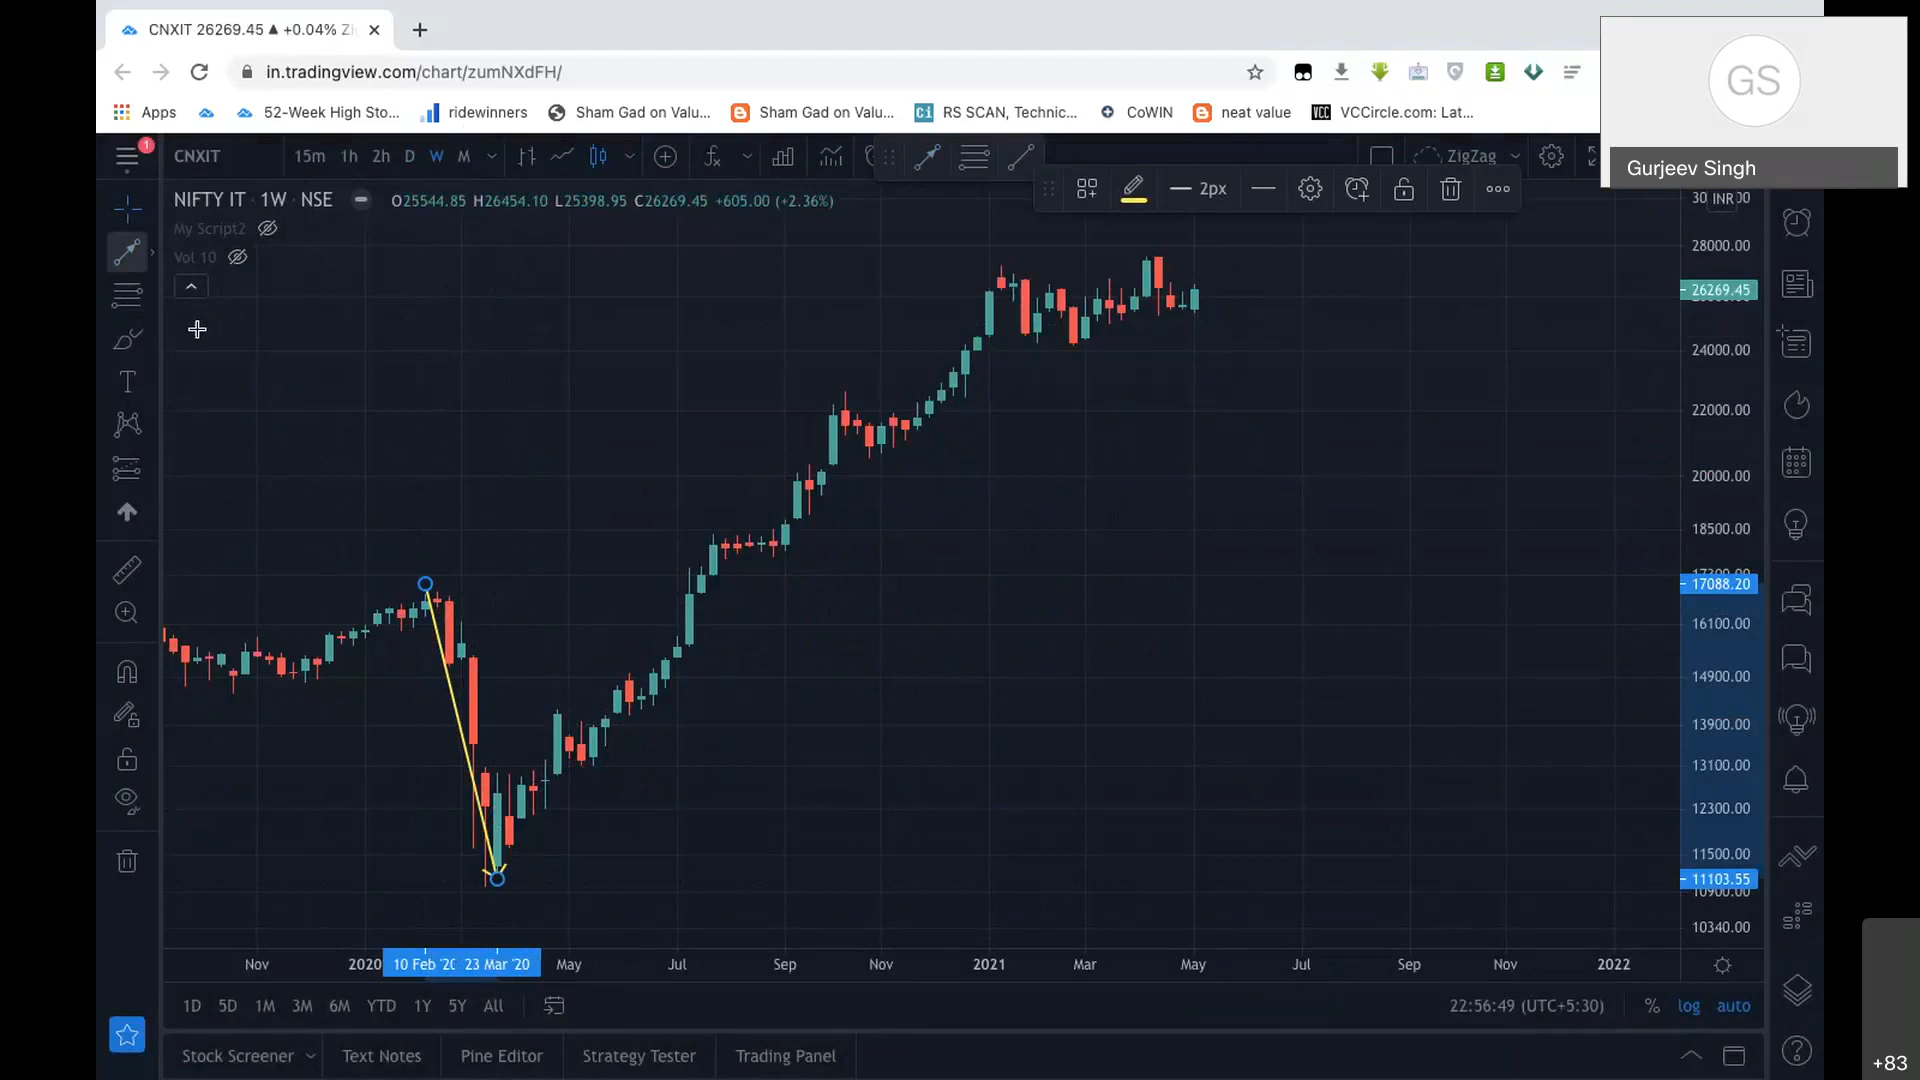 CNXIT 26269.45 ▲ +0.04% Zi
in.tradingview.com/chart/zumNXdFH/
Apps 52-Week High Sto... ridewinners Sham Gad on Valu... Sham Gad on Valu... RS SCAN, Technic... CoWIN neat value VCCircle.com: Lat...
GS
Gurjeev Singh
1
CNXIT 15m 1h 2h D W M ZigZag
2px
NIFTY IT · 1W · NSE O25544.85 H26454.10 L25398.95 C26269.45 +605.00 (+2.36%)
My Script2
Vol 10
INR
28000.00
26269.45
24000.00
22000.00
20000.00
18500.00
17088.20
16100.00
14900.00
13900.00
13100.00
12300.00
11500.00
11103.55
10900.00
10340.00
Nov 2020 10 Feb '20 23 Mar '20 May Jul Sep Nov 2021 Mar May Jul Sep Nov 2022
1D 5D 1M 3M 6M YTD 1Y 5Y All 22:56:49 (UTC+5:30) % log auto
Stock Screener Text Notes Pine Editor Strategy Tester Trading Panel
+83